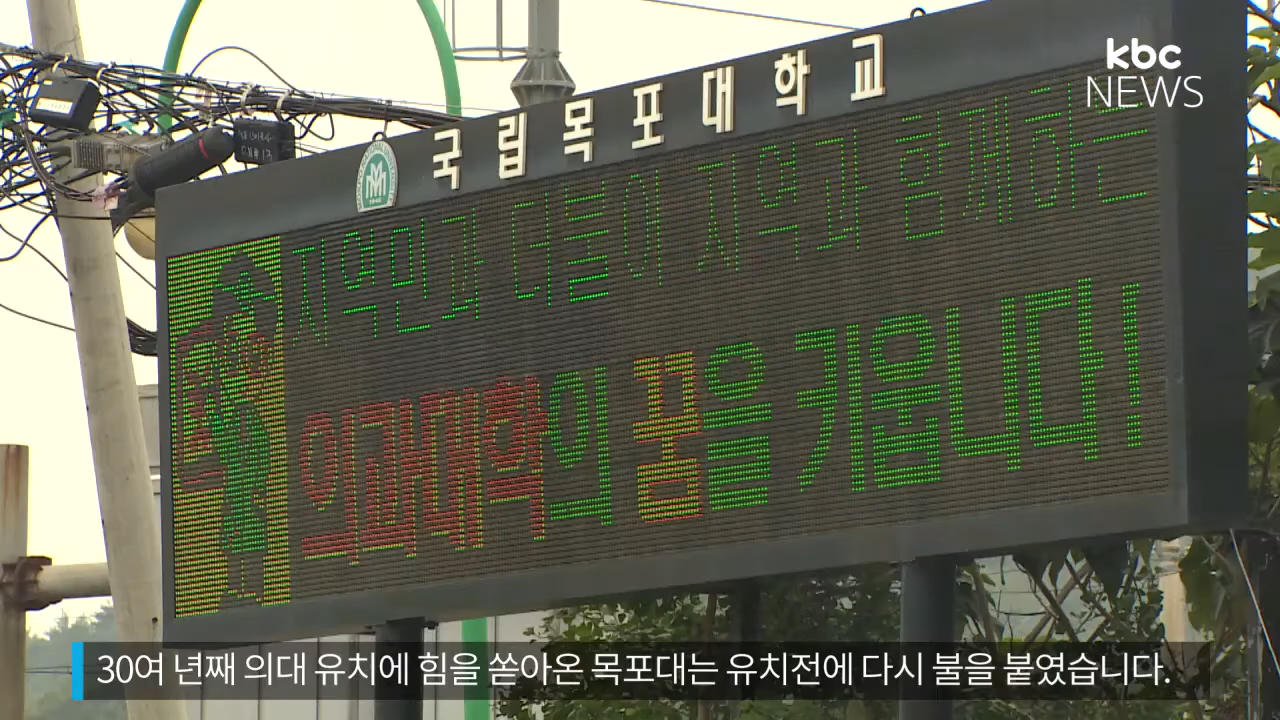 kbc
NEWS
국립목포대학교
지역민과 더불어 지역과 함께하는
의과대학의 꿈을 키웁니다!
30여 년째 의대 유치에 힘을 쏟아온 목포대는 유치전에 다시 불을 붙였습니다.